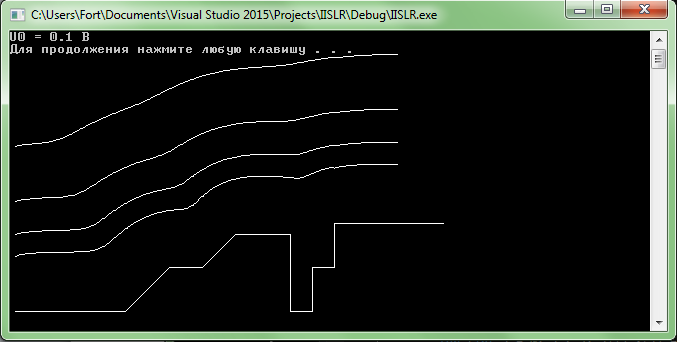 C:\Users\Fort\Documents\Visual Studio 2015\Projects\IISLR\Debug\IISLR.exe
U0 = 0.1 В
Для продолжения нажмите любую клавишу . . .